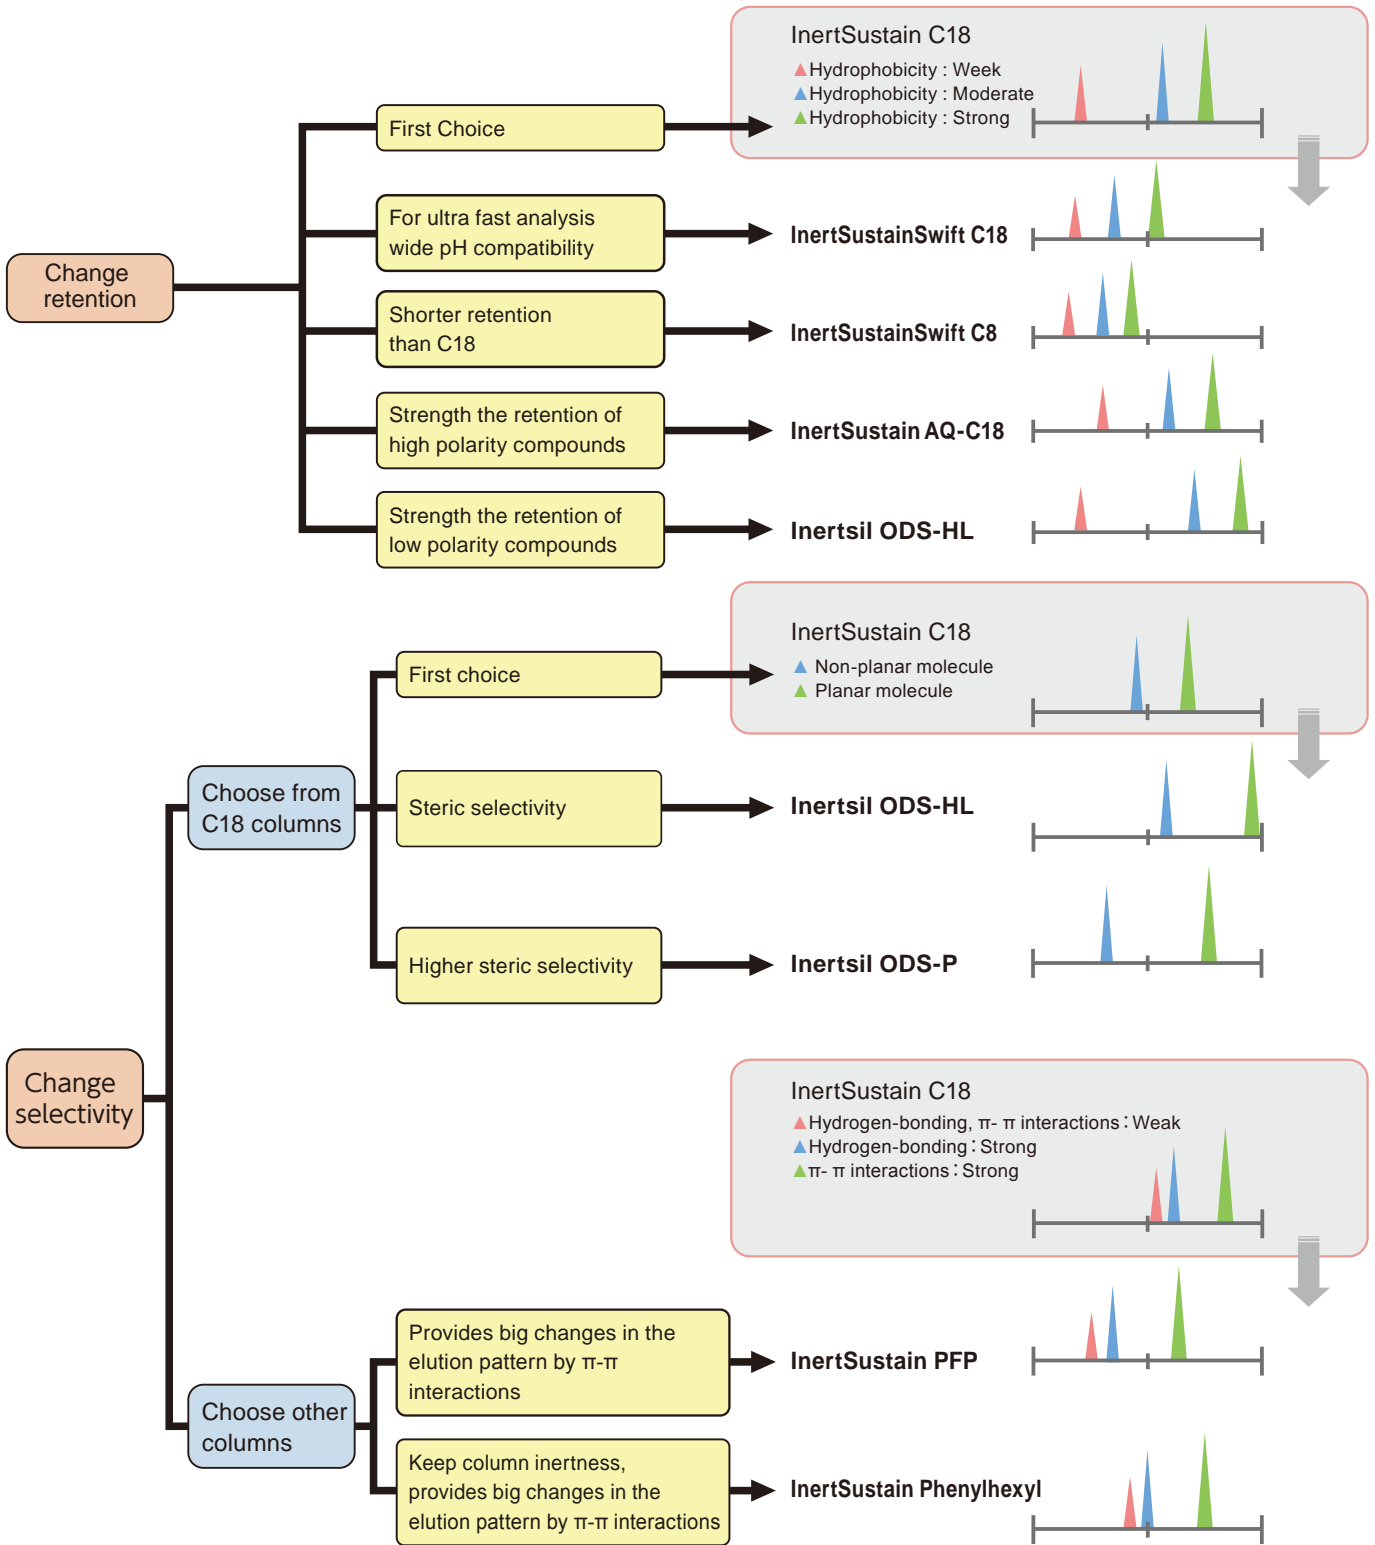 InertSustain C18
Hydrophobicity : Week
Hydrophobicity : Moderate
Hydrophobicity : Strong
First Choice
For ultra fast analysis
wide pH compatibility
InertSustainSwift C18
Change
retention
Shorter retention
than C18
InertSustainSwift C8
Strength the retention of
high polarity compounds
InertSustain AQ-C18
Strength the retention of
low polarity compounds
Inertsil ODS-HL
InertSustain C18
Non-planar molecule
Planar molecule
First choice
Choose from
C18 columns
Steric selectivity
Inertsil ODS-HL
Higher steric selectivity
Inertsil ODS-P
Change
selectivity
InertSustain C18
Hydrogen-bonding, π- π interactions：Weak
Hydrogen-bonding：Strong
π- π interactions：Strong
Provides big changes in the
elution pattern by π-π
interactions
InertSustain PFP
Choose other
columns
Keep column inertness,
provides big changes in the
elution pattern by π-π interactions
InertSustain Phenylhexyl